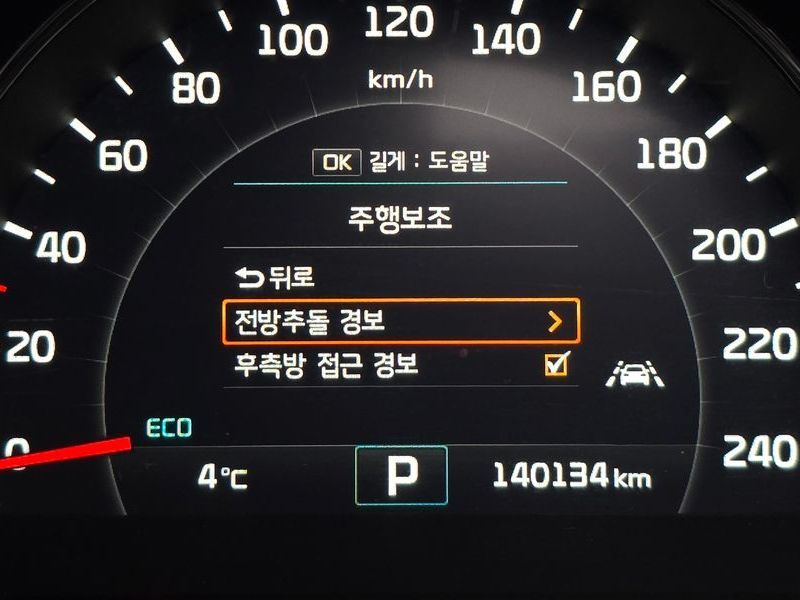 120
100 140
km/h
80 160
60 180
OK 길게 : 도움말
주행보조
40 200
뒤로
전방추돌 경보
20 220
후측방 접근 경보
ECO
0 240
4°C P 140134 km